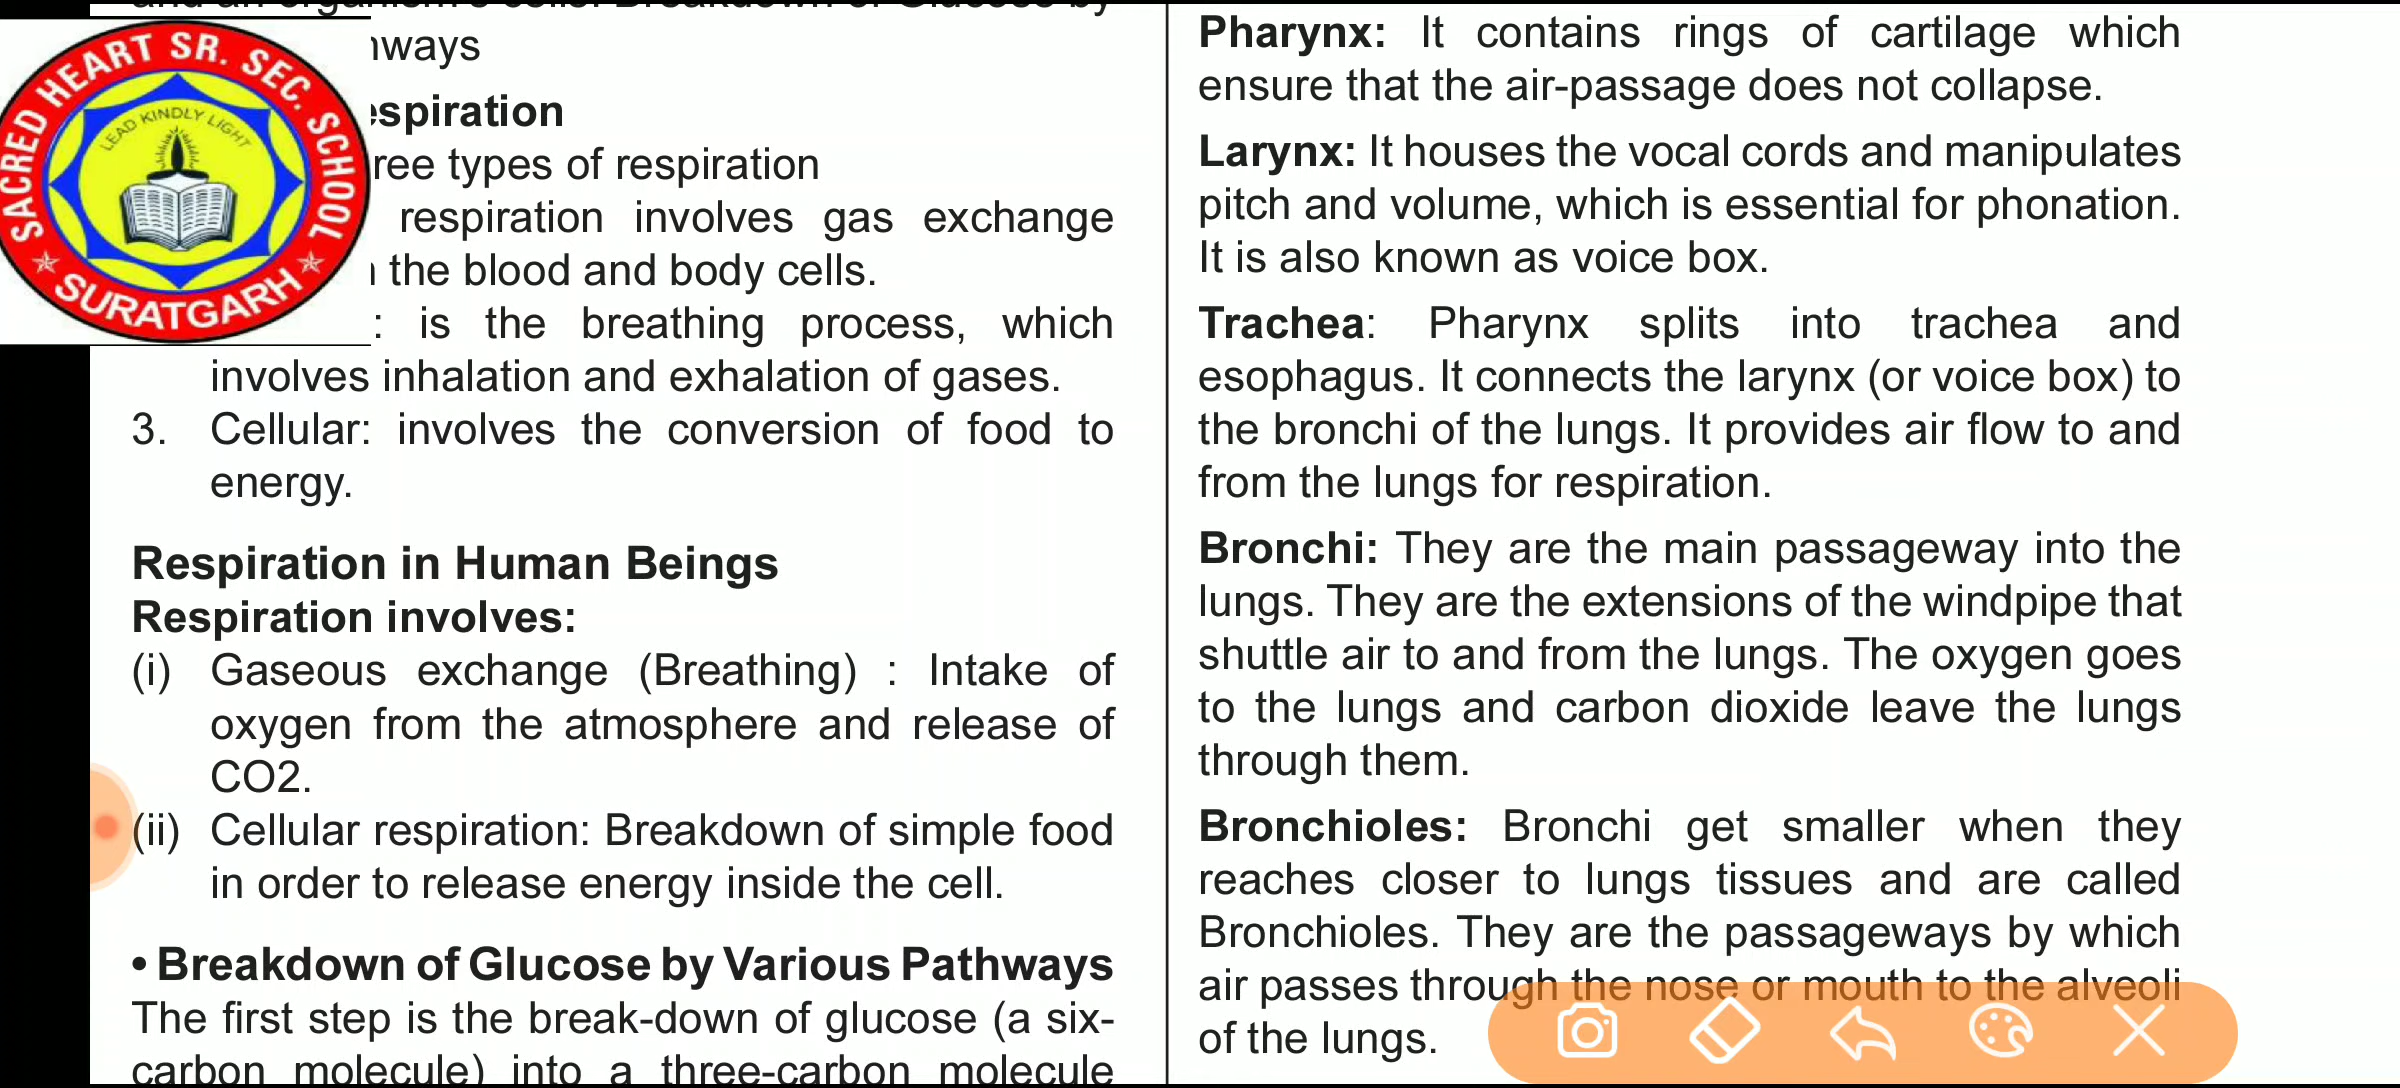 SACRED HEART SR. SEC. SCHOOL
SURATGARH
LEAD KINDLY LIGHT
and an organism's cells. Breakdown of Glucose by
types of respiration
respiration involves gas exchange
the blood and body cells.
: is the breathing process, which
involves inhalation and exhalation of gases.
3. Cellular: involves the conversion of food to
energy.
Respiration in Human Beings
Respiration involves:
(i) Gaseous exchange (Breathing) : Intake of
oxygen from the atmosphere and release of
CO2.
(ii) Cellular respiration: Breakdown of simple food
in order to release energy inside the cell.
• Breakdown of Glucose by Various Pathways
The first step is the break-down of glucose (a six-
carbon molecule) into a three-carbon molecule
Pharynx: It contains rings of cartilage which
ensure that the air-passage does not collapse.
Larynx: It houses the vocal cords and manipulates
pitch and volume, which is essential for phonation.
It is also known as voice box.
Trachea: Pharynx splits into trachea and
esophagus. It connects the larynx (or voice box) to
the bronchi of the lungs. It provides air flow to and
from the lungs for respiration.
Bronchi: They are the main passageway into the
lungs. They are the extensions of the windpipe that
shuttle air to and from the lungs. The oxygen goes
to the lungs and carbon dioxide leave the lungs
through them.
Bronchioles: Bronchi get smaller when they
reaches closer to lungs tissues and are called
Bronchioles. They are the passageways by which
air passes through the nose or mouth to the alveoli
of the lungs.